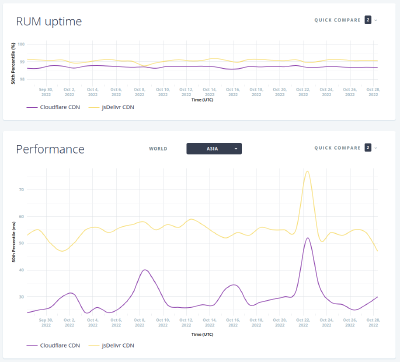 RUM uptime
QUICK COMPARE 2
50th Percentile (%)
100
Sep 30, 2022 Oct 2, 2022 Oct 4, 2022 Oct 6, 2022 Oct 8, 2022 Oct 10, 2022 Oct 12, 2022 Oct 14, 2022 Oct 16, 2022 Oct 18, 2022 Oct 20, 2022 Oct 22, 2022 Oct 24, 2022 Oct 26, 2022 Oct 28, 2022
Time (UTC)
Cloudflare CDN jsDelivr CDN
Performance
WORLD
ASIA
QUICK COMPARE 2
50th Percentile (ms)
70
60
50
40
30
Sep 30, 2022 Oct 2, 2022 Oct 4, 2022 Oct 6, 2022 Oct 8, 2022 Oct 10, 2022 Oct 12, 2022 Oct 14, 2022 Oct 16, 2022 Oct 18, 2022 Oct 20, 2022 Oct 22, 2022 Oct 24, 2022 Oct 26, 2022 Oct 28, 2022
Time (UTC)
Cloudflare CDN jsDelivr CDN